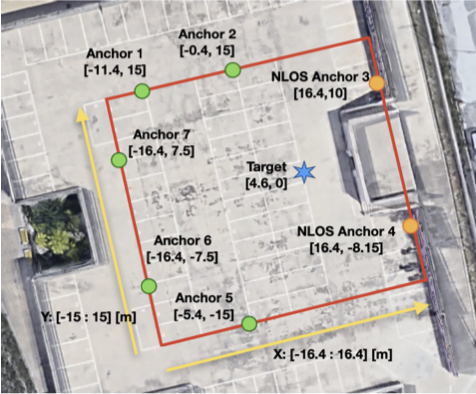 Anchor 2
[-0.4, 15]
Anchor 1
[-11.4, 15]
NLOS Anchor 3
[16.4,10]
Anchor 7
[-16.4, 7.5]
Target
[4.6, 0]
NLOS Anchor 4
[16.4, -8.15]
Anchor 6
[-16.4, -7.5]
Anchor 5
[-5.4, -15]
Y: [-15 : 15] [m]
X: [-16.4 : 16.4] [m]